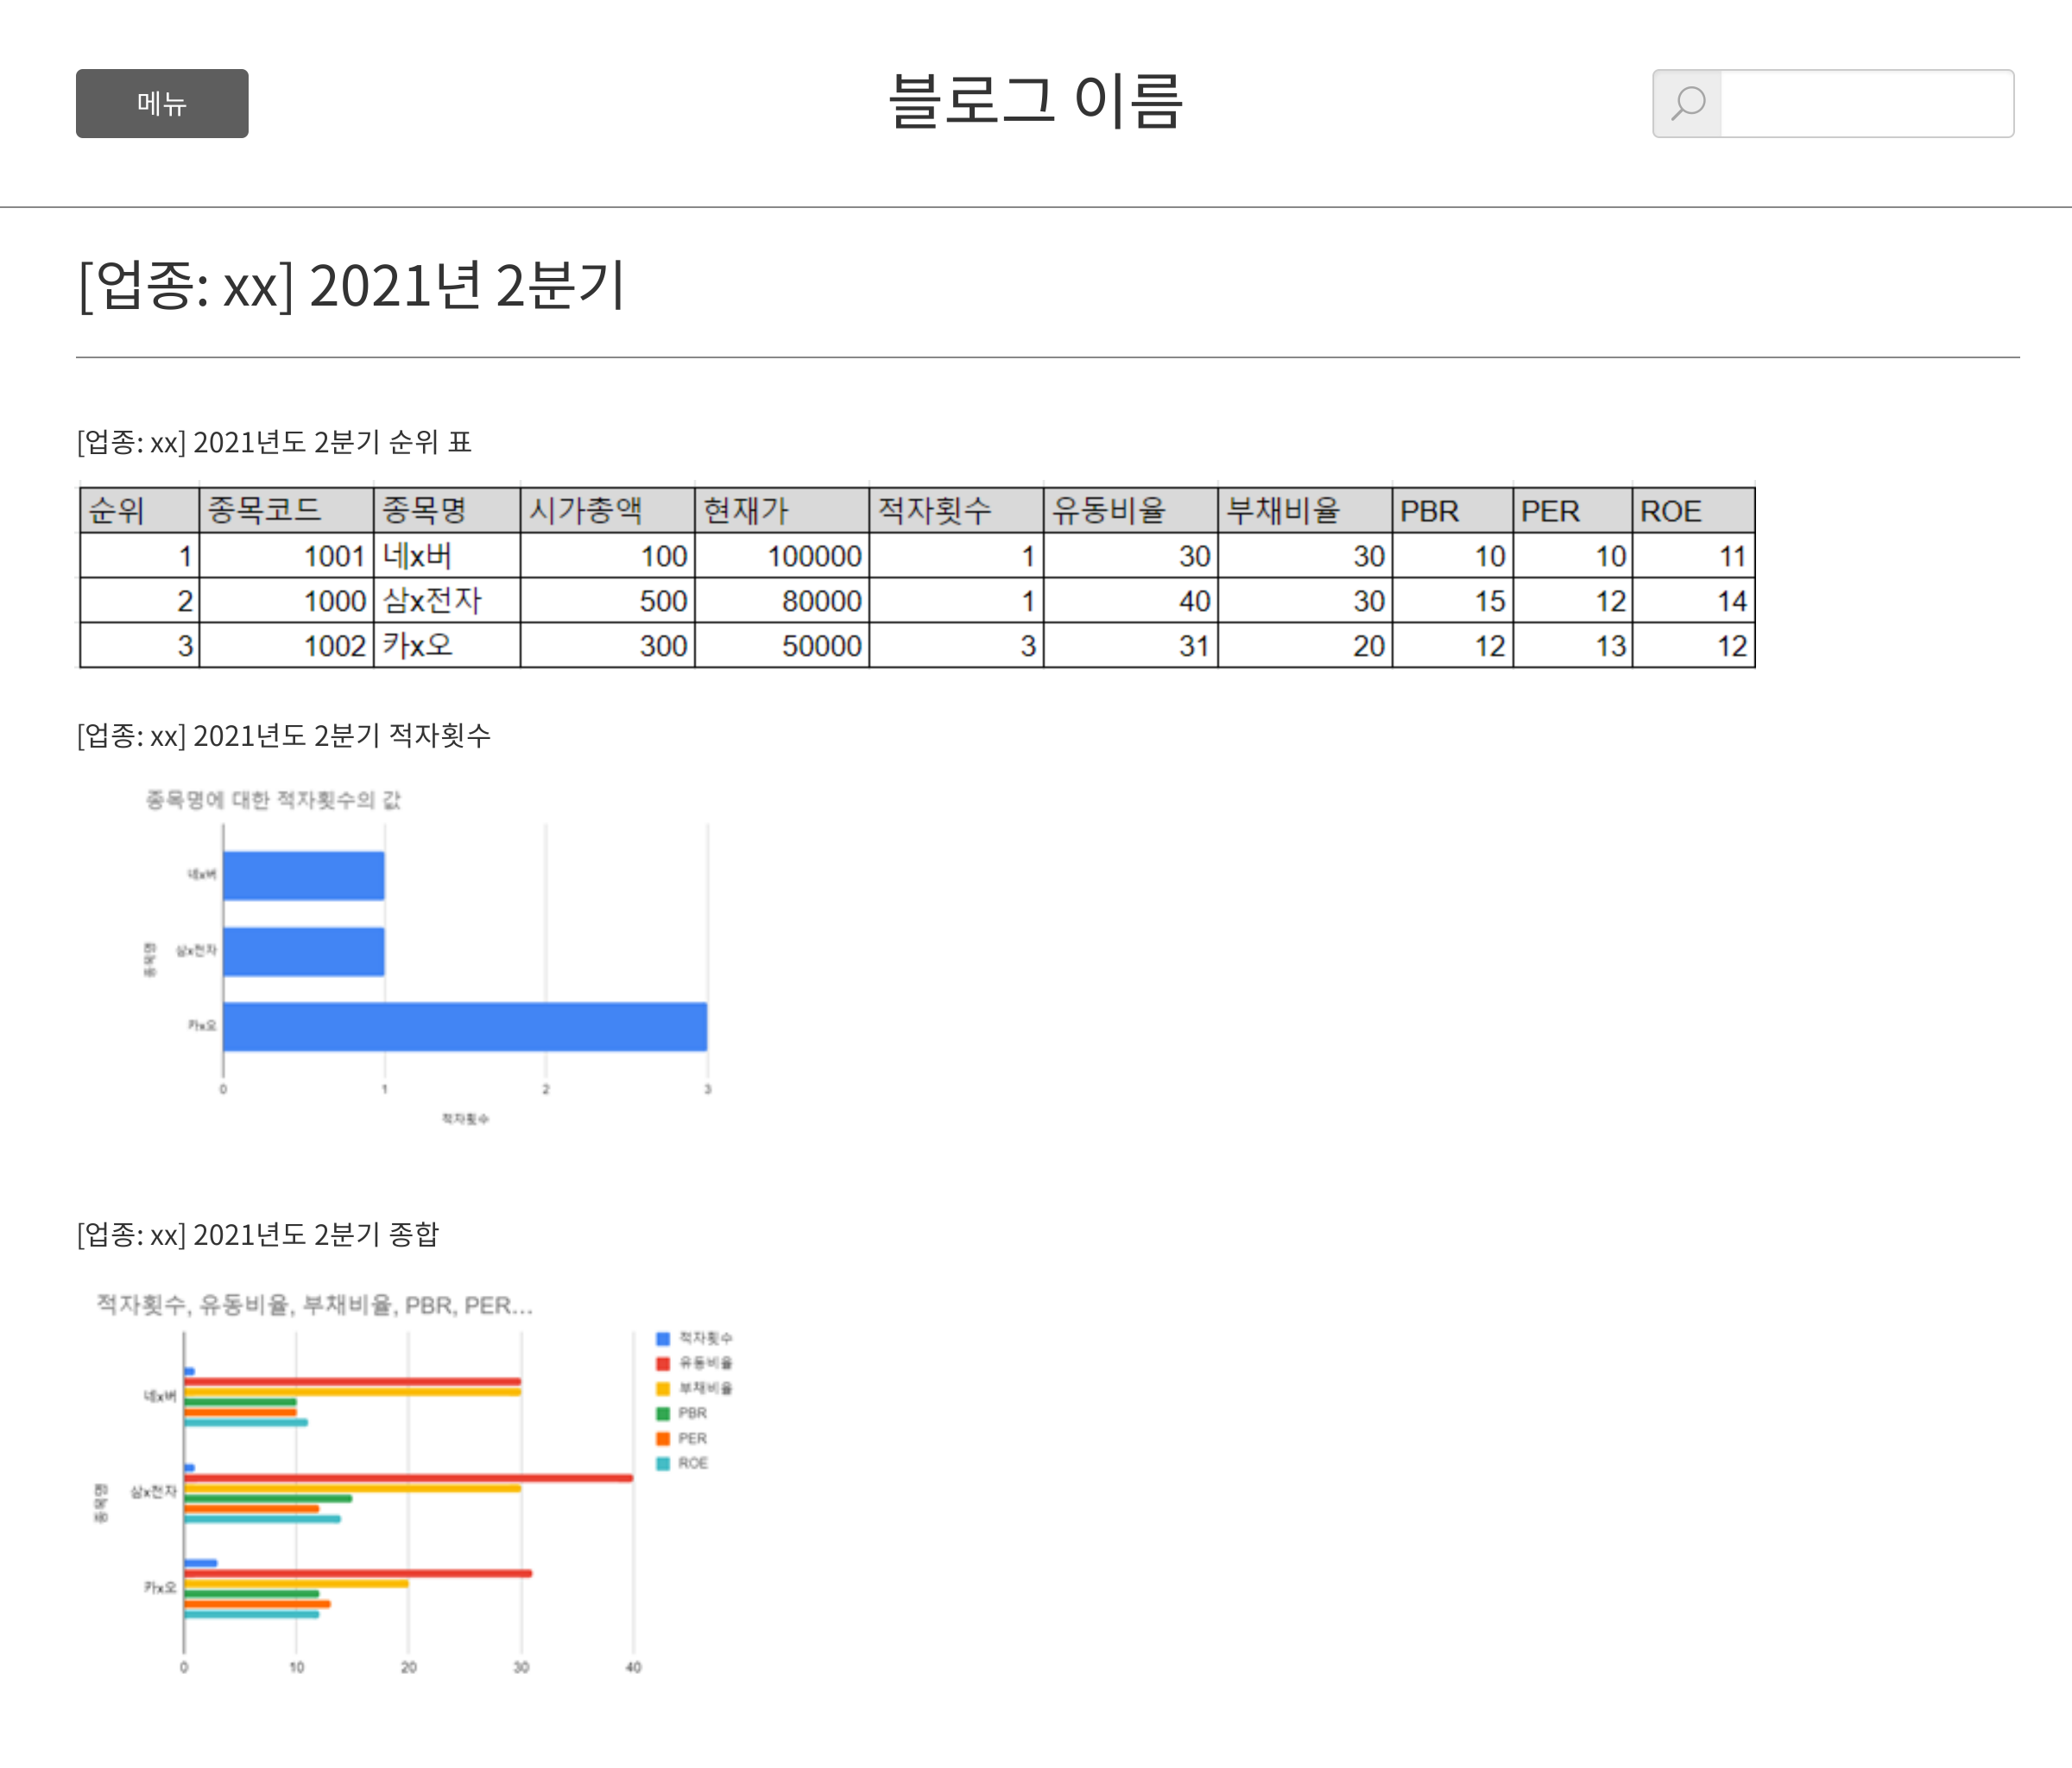 메뉴
블로그 이름
[업종: xx] 2021년 2분기
[업종: xx] 2021년도 2분기 순위 표
순위 종목코드 종목명 시가총액 현재가 적자횟수 유동비율 부채비율 PBR PER ROE
1 1001 네x버 100 100000 1 30 30 10 10 11
2 1000 삼x전자 500 80000 1 40 30 15 12 14
3 1002 카x오 300 50000 3 31 20 12 13 12
[업종: xx] 2021년도 2분기 적자횟수
종목명에 대한 적자횟수의 값
네x버
종목명
삼x전자
카x오
0 1 2 3
적자횟수
[업종: xx] 2021년도 2분기 종합
적자횟수, 유동비율, 부채비율, PBR, PER...
적자횟수
유동비율
부채비율
PBR
PER
ROE
네x버
종목명
삼x전자
카x오
0 10 20 30 40